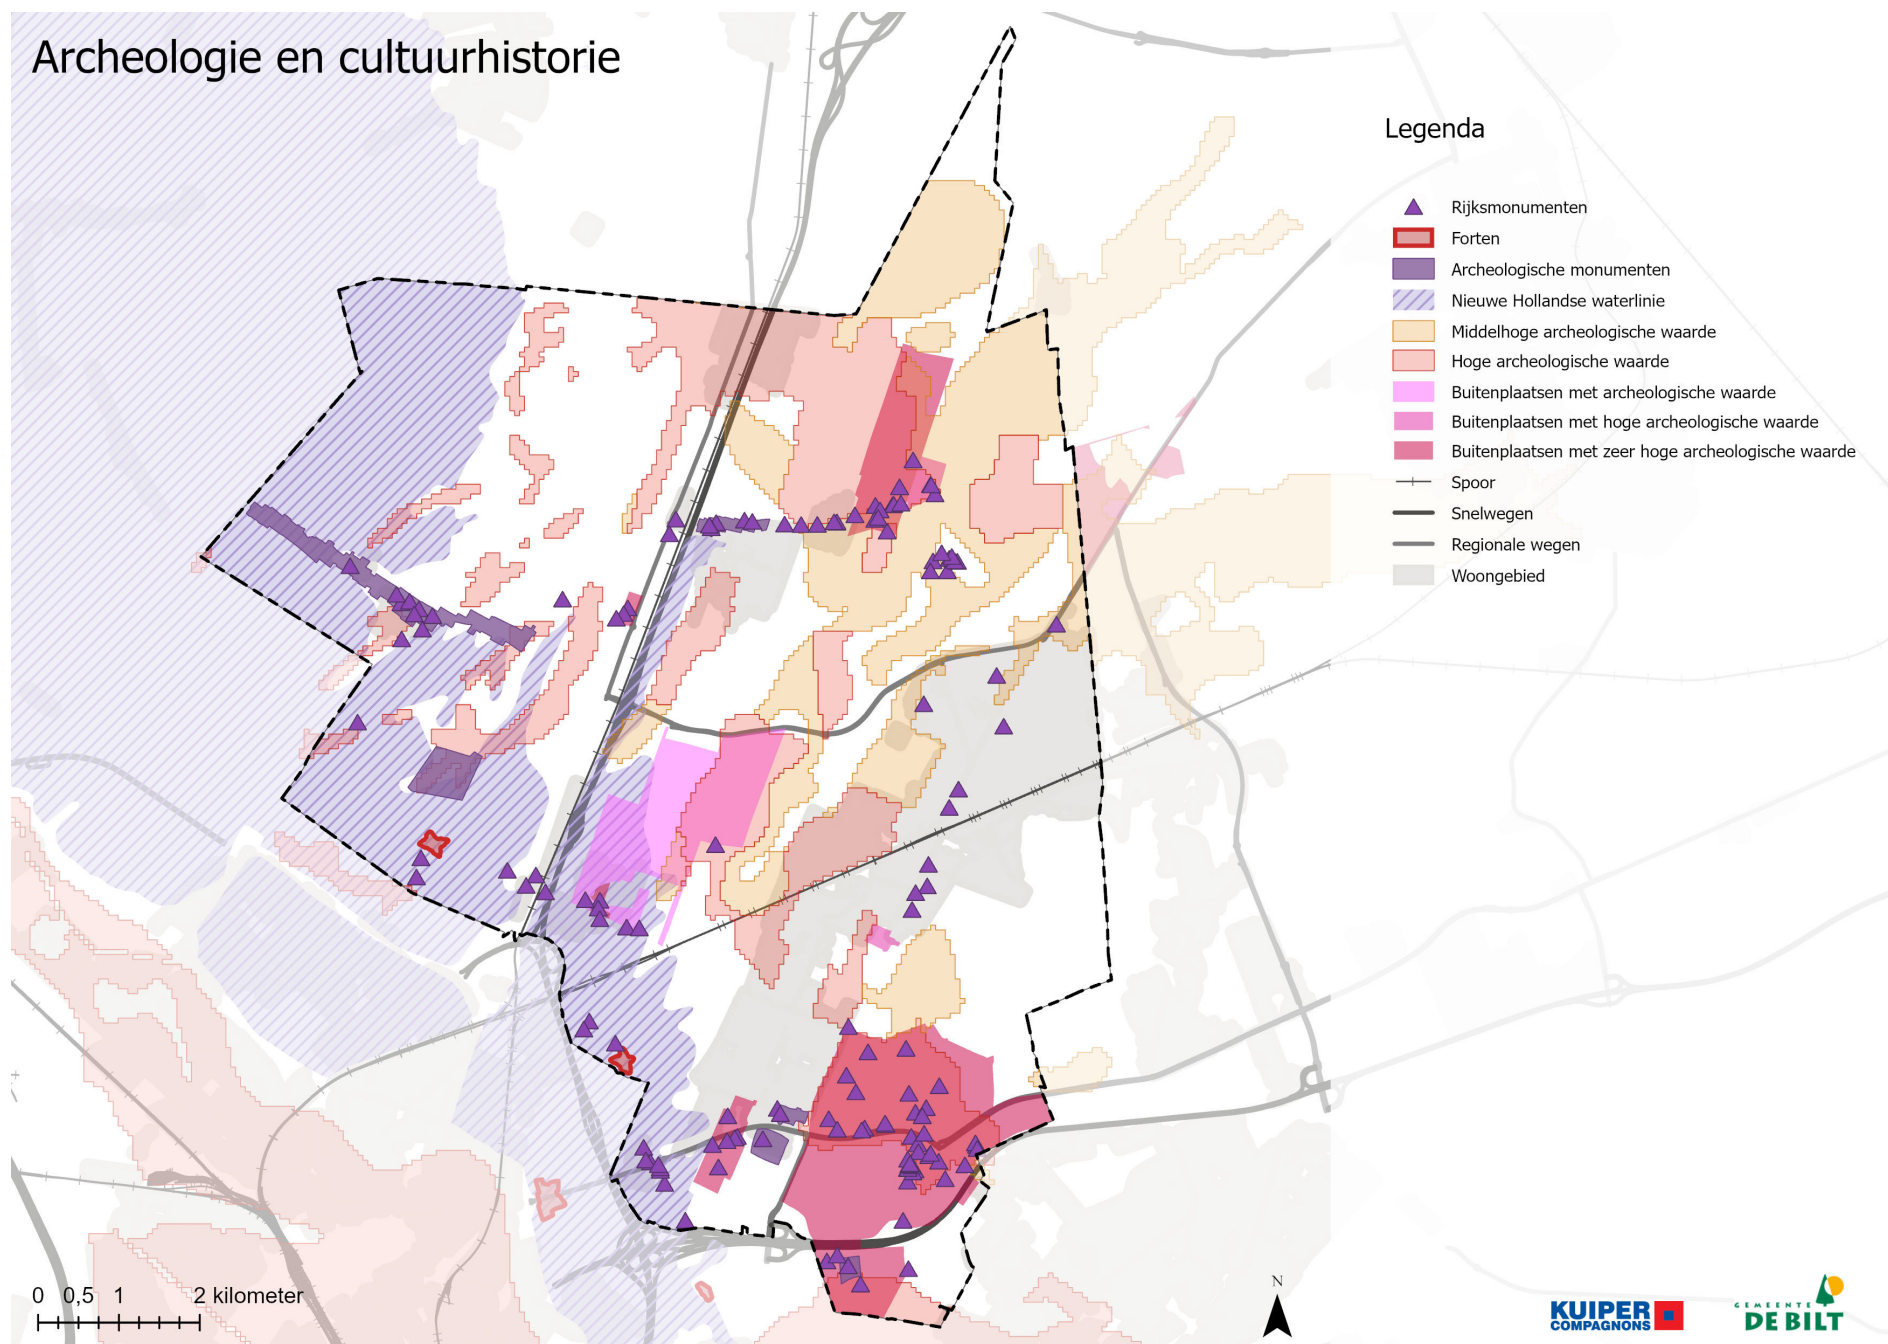 Archeologie en cultuurhistorie
Legenda
Rijksmonumenten
Forten
Archeologische monumenten
Nieuwe Hollandse waterlinie
Middelhoge archeologische waarde
Hoge archeologische waarde
Buitenplaatsen met archeologische waarde
Buitenplaatsen met hoge archeologische waarde
Buitenplaatsen met zeer hoge archeologische waarde
Spoor
Snelwegen
Regionale wegen
Woongebied
0 0,5 1 2 kilometer
N
KUIPER
COMPAGNONS
GEMEENTE
DE BILT